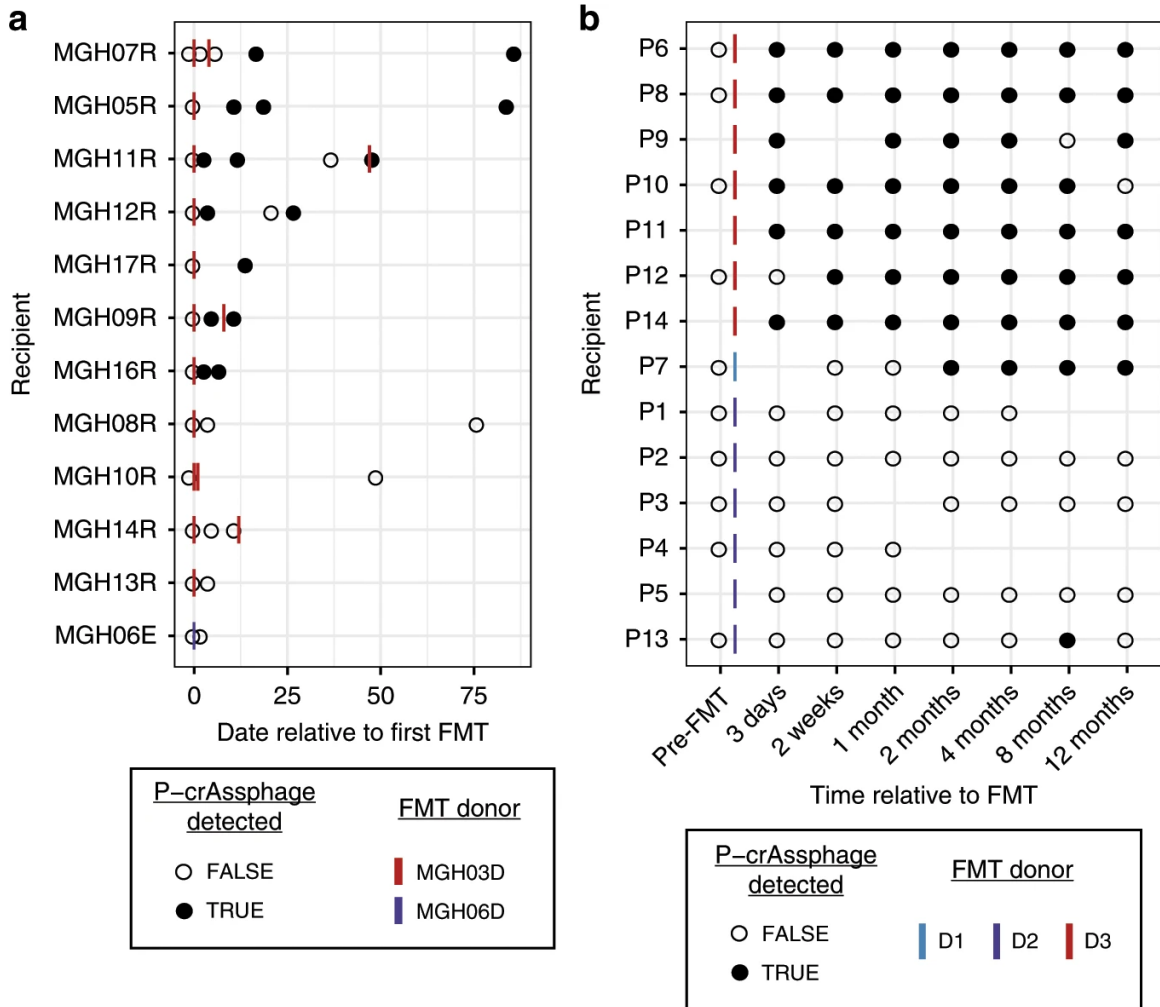 a
MGH07R
MGH05R
MGH11R
MGH12R
MGH17R
MGH09R
MGH16R
MGH08R
MGH10R
MGH14R
MGH13R
MGH06E
Recipient
0 25 50 75
Date relative to first FMT
P–crAssphage
detected
FALSE
TRUE
FMT donor
MGH03D
MGH06D
b
P6
P8
P9
P10
P11
P12
P14
P7
P1
P2
P3
P4
P5
P13
Recipient
Pre-FMT
3 days
2 weeks
1 month
2 months
4 months
8 months
12 months
Time relative to FMT
P–crAssphage
detected
FALSE
TRUE
FMT donor
D1 D2 D3